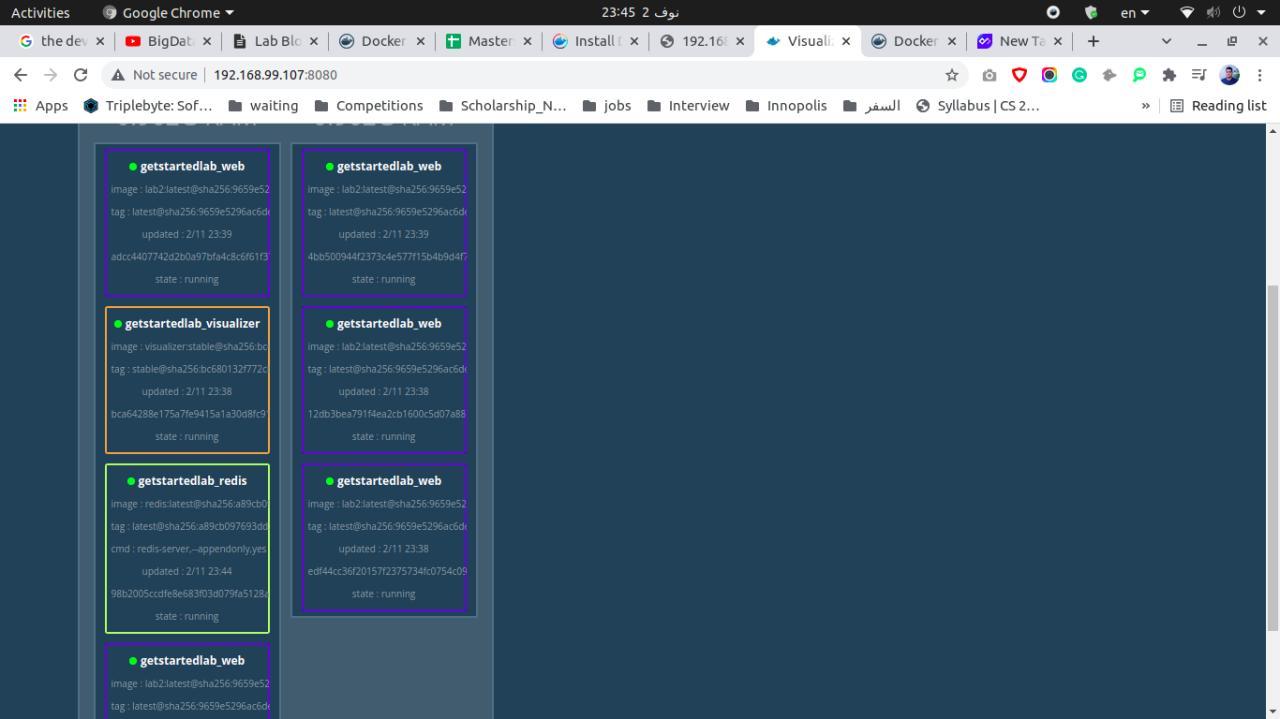 Activities
Google Chrome
23:45 2 نوف
en
the dev
BigDat
Lab Blo
Docker
Master
Install D
192.168
Visuali
Docker
New Ta
Not secure
192.168.99.107:8080
Apps
Triplebyte: Sof...
waiting
Competitions
Scholarship_N...
jobs
Interview
Innopolis
السفر
Syllabus | CS 2...
»
Reading list
getstartedlab_web
image : lab2:latest@sha256:9659e52
tag : latest@sha256:9659e5296ac6d
updated : 2/11 23:39
adcc4407742d2b0a97bfa4c8c6f61f3
state : running
getstartedlab_visualizer
image : visualizer:stable@sha256:bc
tag : stable@sha256:bc680132f772c
updated : 2/11 23:38
bca64288e175a7fe9415a1a30d8fc9
state : running
getstartedlab_redis
image : redis:latest@sha256:a89cb0
tag : latest@sha256:a89cb097693dd
cmd : redis-server,--appendonly,yes
updated : 2/11 23:44
98b2005ccdfe8e683f03d079fa5128a
state : running
getstartedlab_web
image : lab2:latest@sha256:9659e52
tag : latest@sha256:9659e5296ac6d
getstartedlab_web
image : lab2:latest@sha256:9659e52
tag : latest@sha256:9659e5296ac6d
updated : 2/11 23:39
4bb500944f2373c4e577f15b4b9d4f7
state : running
getstartedlab_web
image : lab2:latest@sha256:9659e52
tag : latest@sha256:9659e5296ac6d
updated : 2/11 23:38
12db3bea791f4ea2cb1600c5d07a88
state : running
getstartedlab_web
image : lab2:latest@sha256:9659e52
tag : latest@sha256:9659e5296ac6d
updated : 2/11 23:38
edf44cc36f20157f2375734fc0754c09
state : running